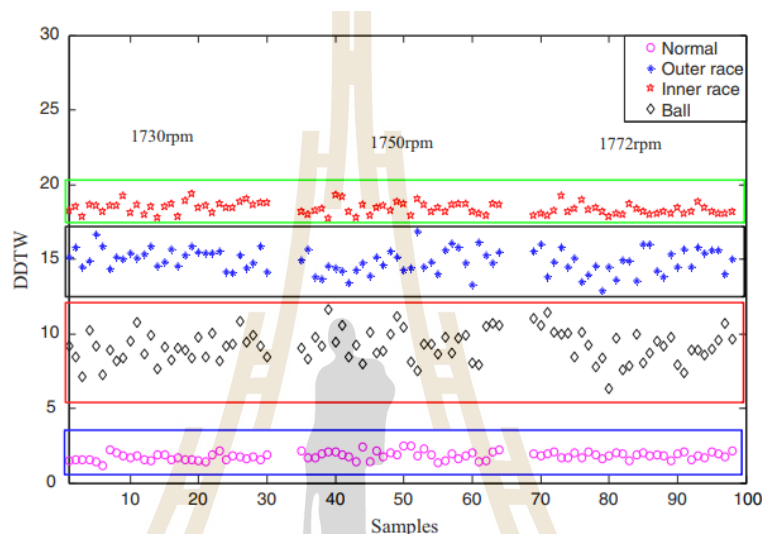 30
25
20
15
10
5
0
DDTW
1730rpm
1750rpm
1772rpm
Normal
Outer race
Inner race
Ball
10 20 30 40 50 60 70 80 90 100
Samples